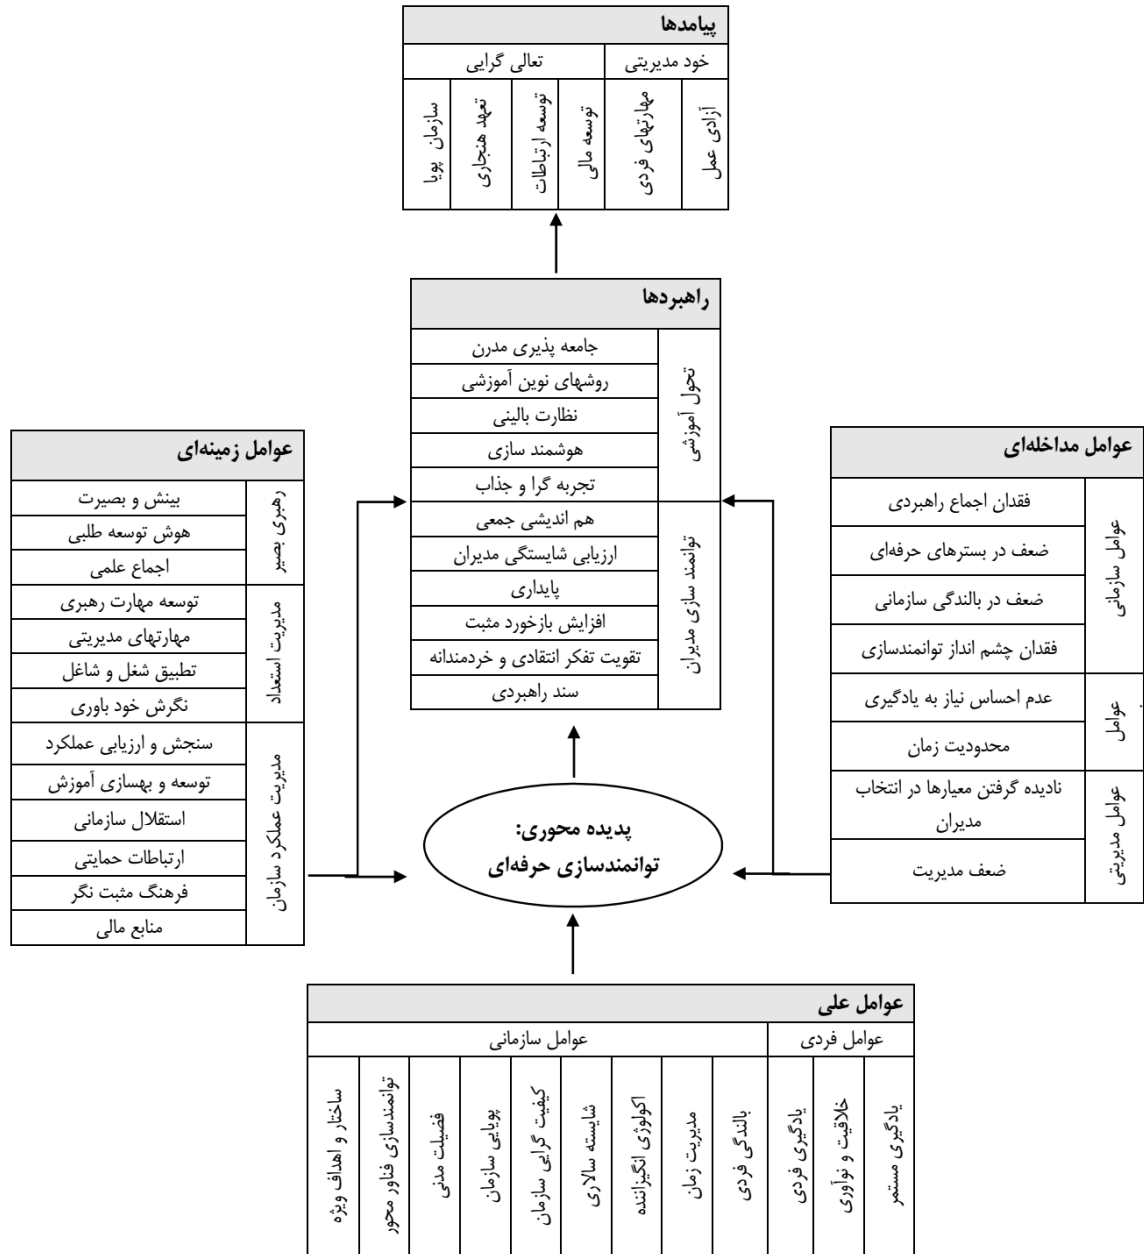 پیامدها
خود مدیریتی
تعالی گرایی
آزادی عمل
مهارتهای فردی
توسعه مالی
توسعه ارتباطات
تعهد هنجاری
سازمان پویا
راهبردها
تحول آموزشی
جامعه پذیری مدرن
روشهای نوین آموزشی
نظارت بالینی
هوشمند سازی
تجربه گرا و جذاب
توانمند سازی مدیران
هم اندیشی جمعی
ارزیابی شایستگی مدیران
پایداری
افزایش بازخورد مثبت
تقویت تفکر انتقادی و خردمندانه
سند راهبردی
عوامل مداخله‌ای
عوامل سازمانی
فقدان اجماع راهبردی
ضعف در بسترهای حرفه‌ای
ضعف در بالندگی سازمانی
فقدان چشم انداز توانمندسازی
عوامل
عدم احساس نیاز به یادگیری
محدودیت زمان
عوامل مدیریتی
نادیده گرفتن معیارها در انتخاب
مدیران
ضعف مدیریت
عوامل زمینه‌ای
رهبری بصیر
بینش و بصیرت
هوش توسعه طلبی
اجماع علمی
مدیریت استعداد
توسعه مهارت رهبری
مهارتهای مدیریتی
تطبیق شغل و شاغل
نگرش خود باوری
مدیریت عملکرد سازمان
سنجش و ارزیابی عملکرد
توسعه و بهسازی آموزش
استقلال سازمانی
ارتباطات حمایتی
فرهنگ مثبت نگر
منابع مالی
پدیده محوری:
توانمندسازی حرفه‌ای
عوامل علی
عوامل فردی
عوامل سازمانی
یادگیری مستمر
خلاقیت و نوآوری
یادگیری فردی
بالندگی فردی
مدیریت زمان
اکولوژی انگیزاننده
شایسته سالاری
کیفیت گرایی سازمان
پویایی سازمان
فضیلت مدنی
توانمندسازی فناور محور
ساختار و اهداف ویژه